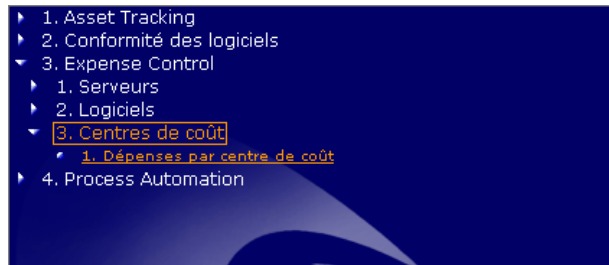 1. Asset Tracking
2. Conformité des logiciels
3. Expense Control
1. Serveurs
2. Logiciels
3. Centres de coût
1. Dépenses par centre de coût
4. Process Automation